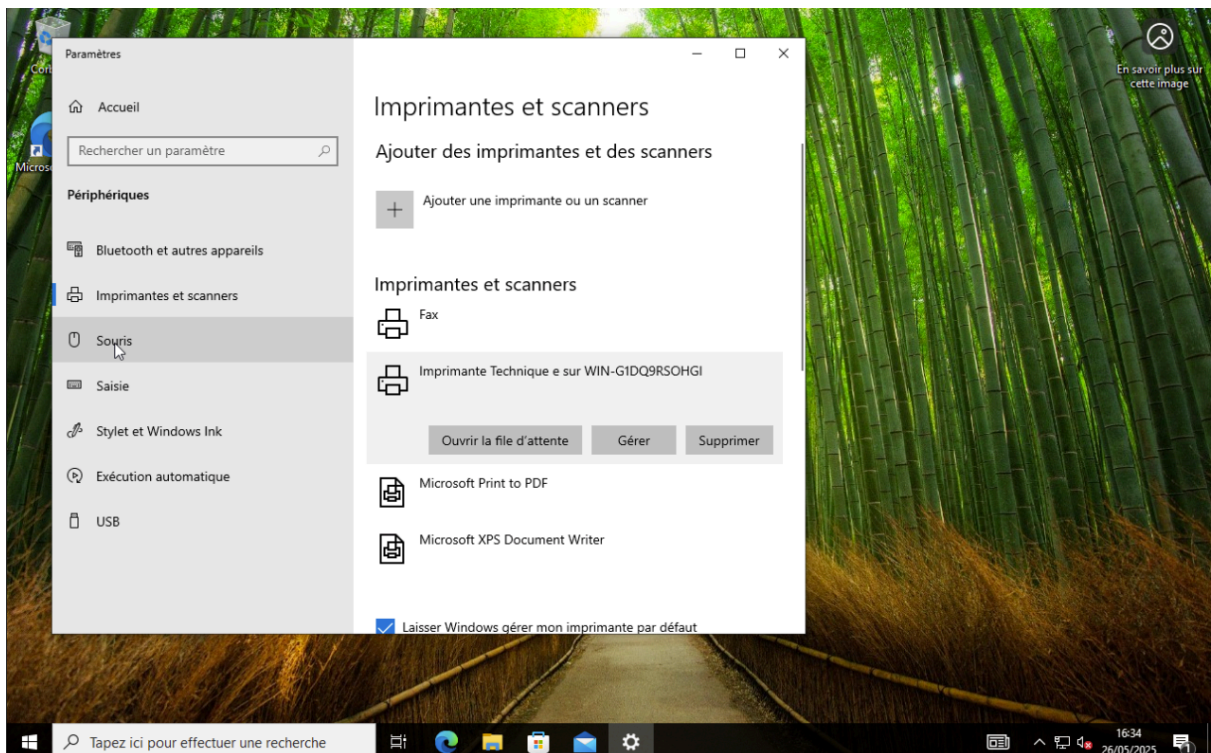 Corb
Microso
En savoir plus sur
cette image
Paramètres
Accueil
Rechercher un paramètre
Périphériques
Bluetooth et autres appareils
Imprimantes et scanners
Souris
Saisie
Stylet et Windows Ink
Exécution automatique
USB
Imprimantes et scanners
Ajouter des imprimantes et des scanners
Ajouter une imprimante ou un scanner
Imprimantes et scanners
Fax
Imprimante Technique e sur WIN-G1DQ9RSOHGI
Ouvrir la file d'attente
Gérer
Supprimer
Microsoft Print to PDF
Microsoft XPS Document Writer
Laisser Windows gérer mon imprimante par défaut
Tapez ici pour effectuer une recherche
16:34
26/05/2025